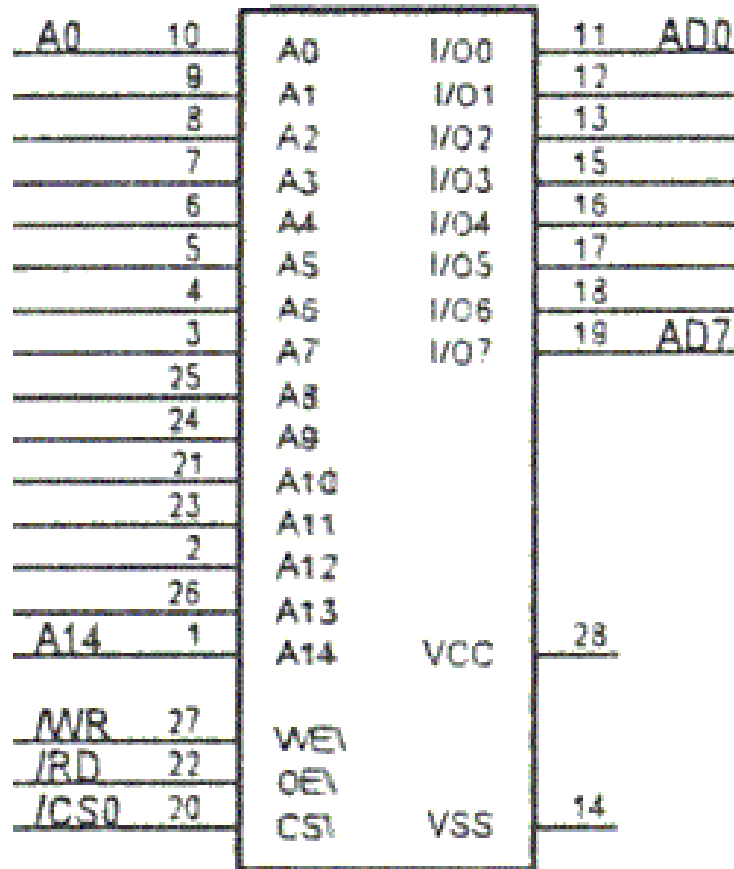 A0 10 A0 I/O0 11 AD0
9 A1 I/O1 12
8 A2 I/O2 13
7 A3 I/O3 15
6 A4 I/O4 16
5 A5 I/O5 17
4 A6 I/O6 18
3 A7 I/O7 19 AD7
25 A8
24 A9
21 A10
23 A11
2 A12
26 A13
A14 1 A14 VCC 28
/WR 27 WE\
/RD 22 OE\
/CS0 20 CS\ VSS 14